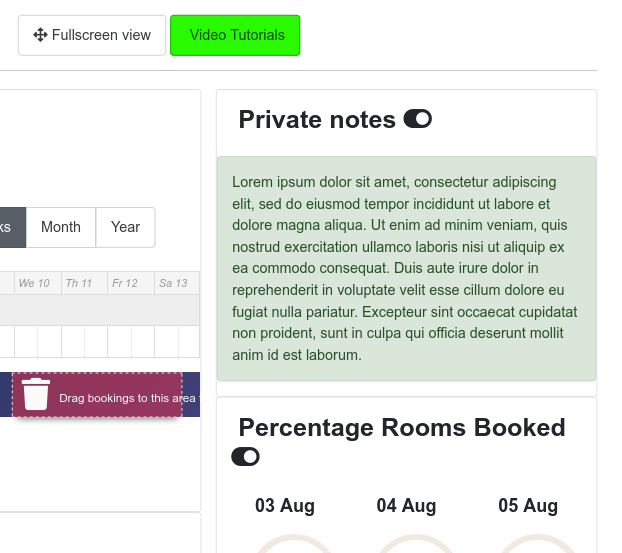 Fullscreen view Video Tutorials
Private notes
Lorem ipsum dolor sit amet, consectetur adipiscing
elit, sed do eiusmod tempor incididunt ut labore et
dolore magna aliqua. Ut enim ad minim veniam, quis
nostrud exercitation ullamco laboris nisi ut aliquip ex
ea commodo consequat. Duis aute irure dolor in
reprehenderit in voluptate velit esse cillum dolore eu
fugiat nulla pariatur. Excepteur sint occaecat cupidatat
non proident, sunt in culpa qui officia deserunt mollit
anim id est laborum.
ks Month Year
We 10 Th 11 Fr 12 Sa 13
Drag bookings to this area
Percentage Rooms Booked
03 Aug 04 Aug 05 Aug